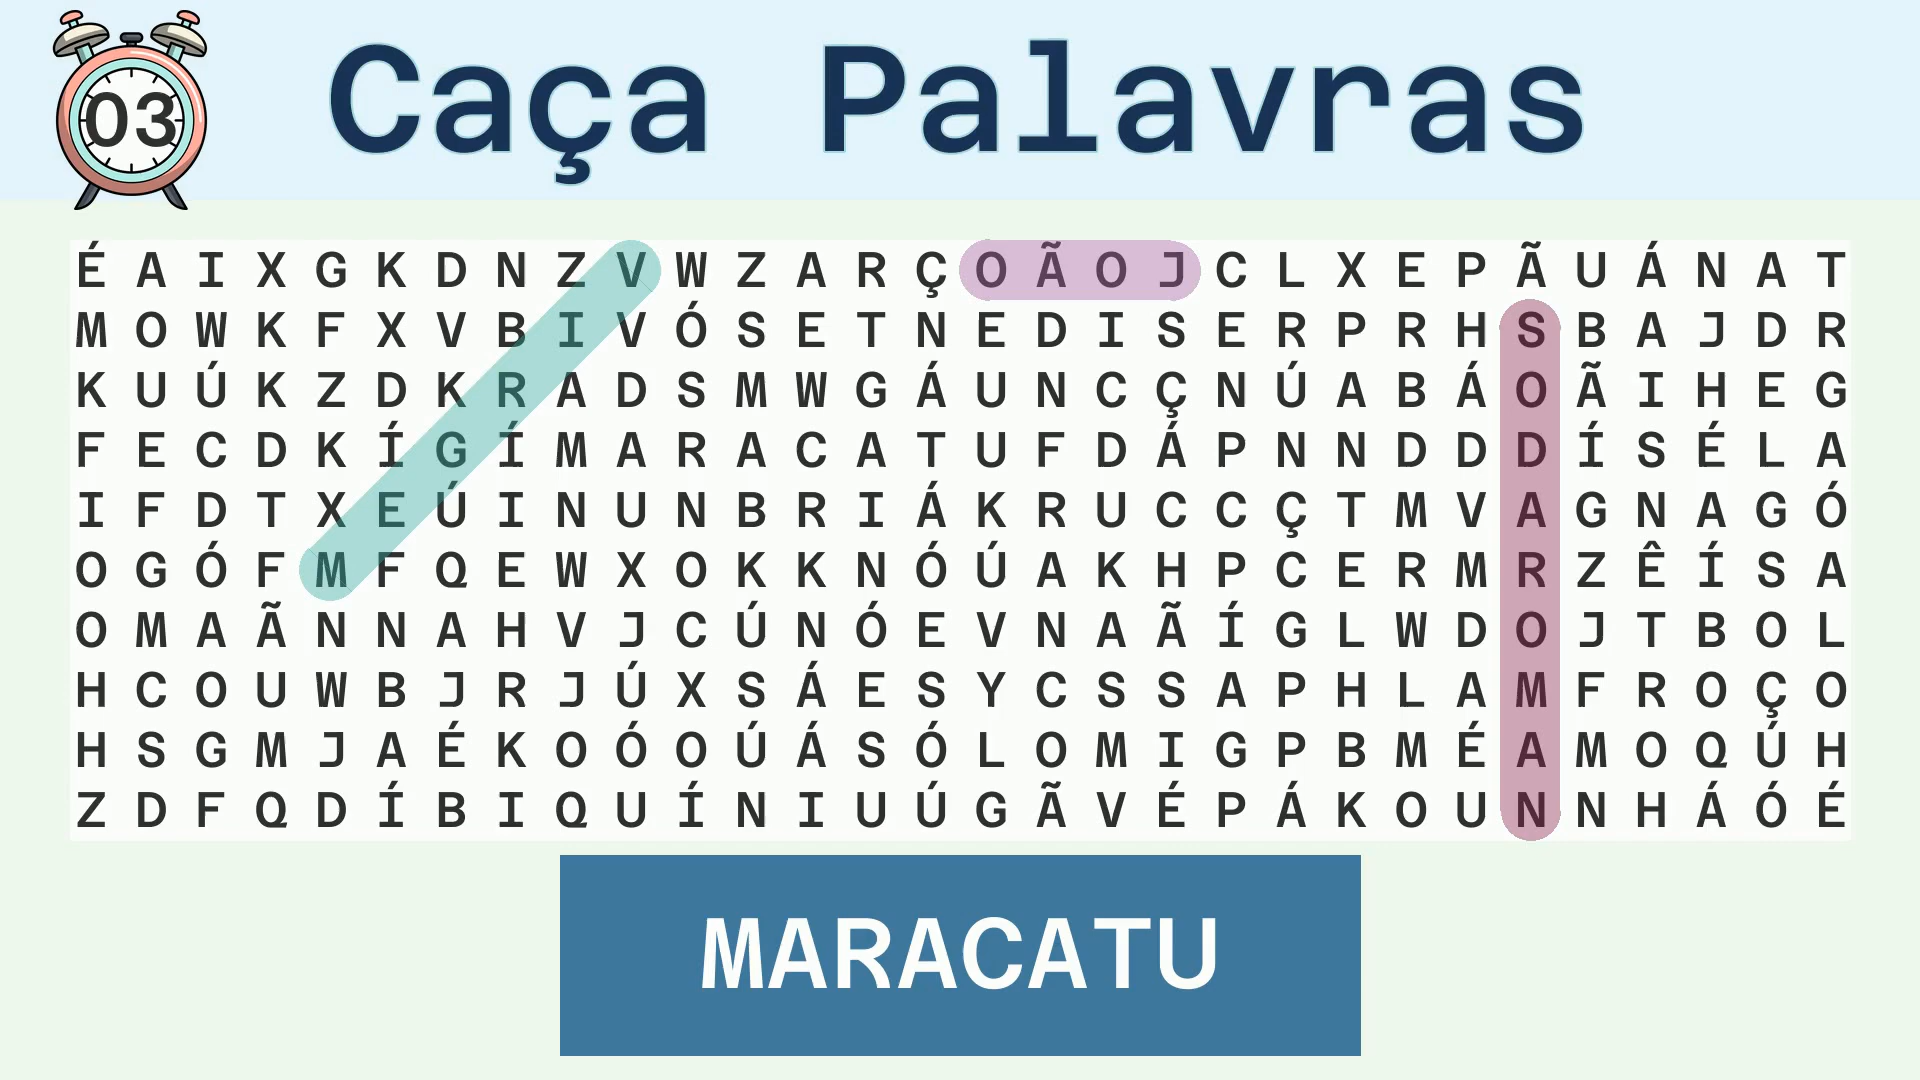 03
Caça Palavras
É A I X G K D N Z V W Z A R Ç O Ã O J C L X E P Ã U Á N A T
M O W K F X V B I V Ó S E T N E D I S E R P R H S B A J D R
K U Ú K Z D K R A D S M W G Á U N C Ç N Ú A B Á O Ã I H E G
F E C D K Í G Í M A R A C A T U F D Á P N N D D D Í S É L A
I F D T X E Ú I N U N B R I Á K R U C C Ç T M V A G N A G Ó
O G Ó F M F Q E W X O K K N Ó Ú A K H P C E R M R Z Ê Í S A
O M A Ã N N A H V J C Ú N Ó E V N A Ã Í G L W D O J T B O L
H C O U W B J R J Ú X S Á E S Y C S S A P H L A M F R O Ç O
H S G M J A É K O Ó O Ú Á S Ó L O M I G P B M É A M O Q Ú H
Z D F Q D Í B I Q U Í N I U Ú G Ã V É P Á K O U N N H Á Ó É
MARACATU